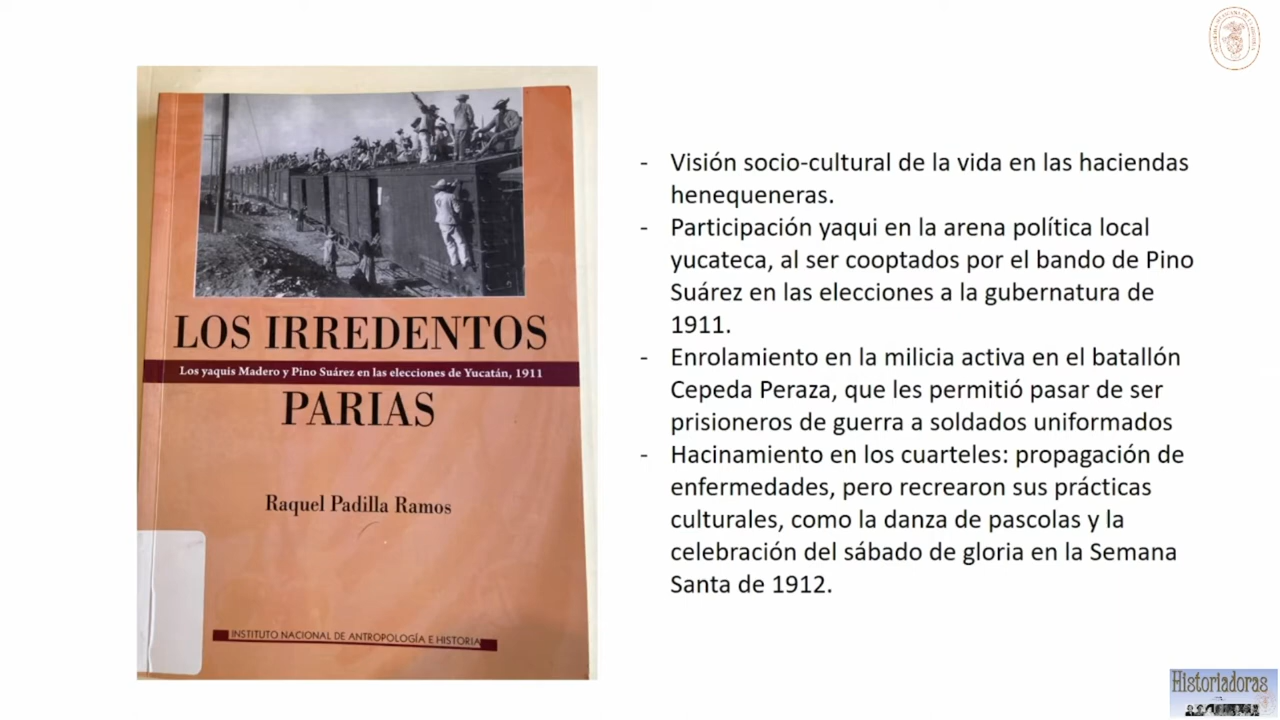 LOS IRREDENTOS
Los yaquis Madero y Pino Suárez en las elecciones de Yucatán, 1911
PARIAS
Raquel Padilla Ramos
INSTITUTO NACIONAL DE ANTROPOLOGÍA E HISTORIA
- Visión socio-cultural de la vida en las haciendas
henequeneras.
- Participación yaqui en la arena política local
yucateca, al ser cooptados por el bando de Pino
Suárez en las elecciones a la gubernatura de
1911.
- Enrolamiento en la milicia activa en el batallón
Cepeda Peraza, que les permitió pasar de ser
prisioneros de guerra a soldados uniformados
- Hacinamiento en los cuarteles: propagación de
enfermedades, pero recrearon sus prácticas
culturales, como la danza de pascolas y la
celebración del sábado de gloria en la Semana
Santa de 1912.
Historiadoras